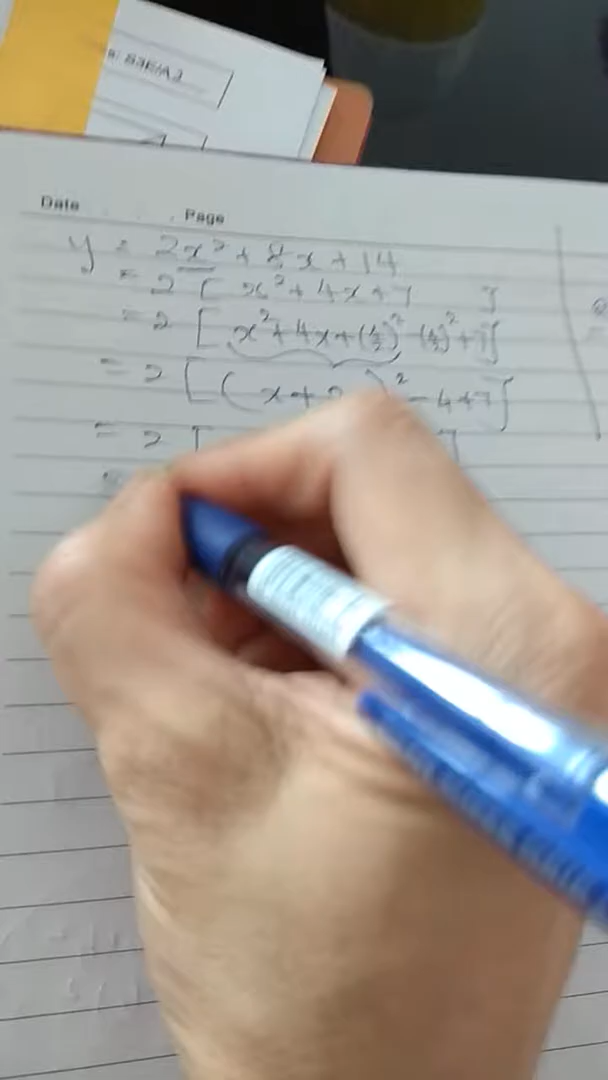 Date Page
y = 2x² + 8x + 14
= 2 [ x² + 4x + 7 ]
= 2 [ x² + 4x + (4/2)² - (4/2)² + 7]
= 2 [ (x + 2)² - 4 + 7]
= 2 [ ]